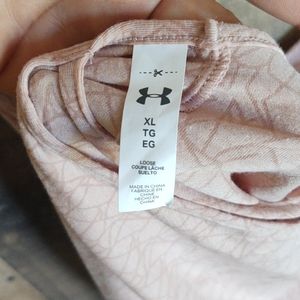 XL
TG
EG
LOOSE
COUPE LÂCHE
SUELTO
MADE IN CHINA
FABRIQUÉ EN
CHINE
HECHO EN
CHINA